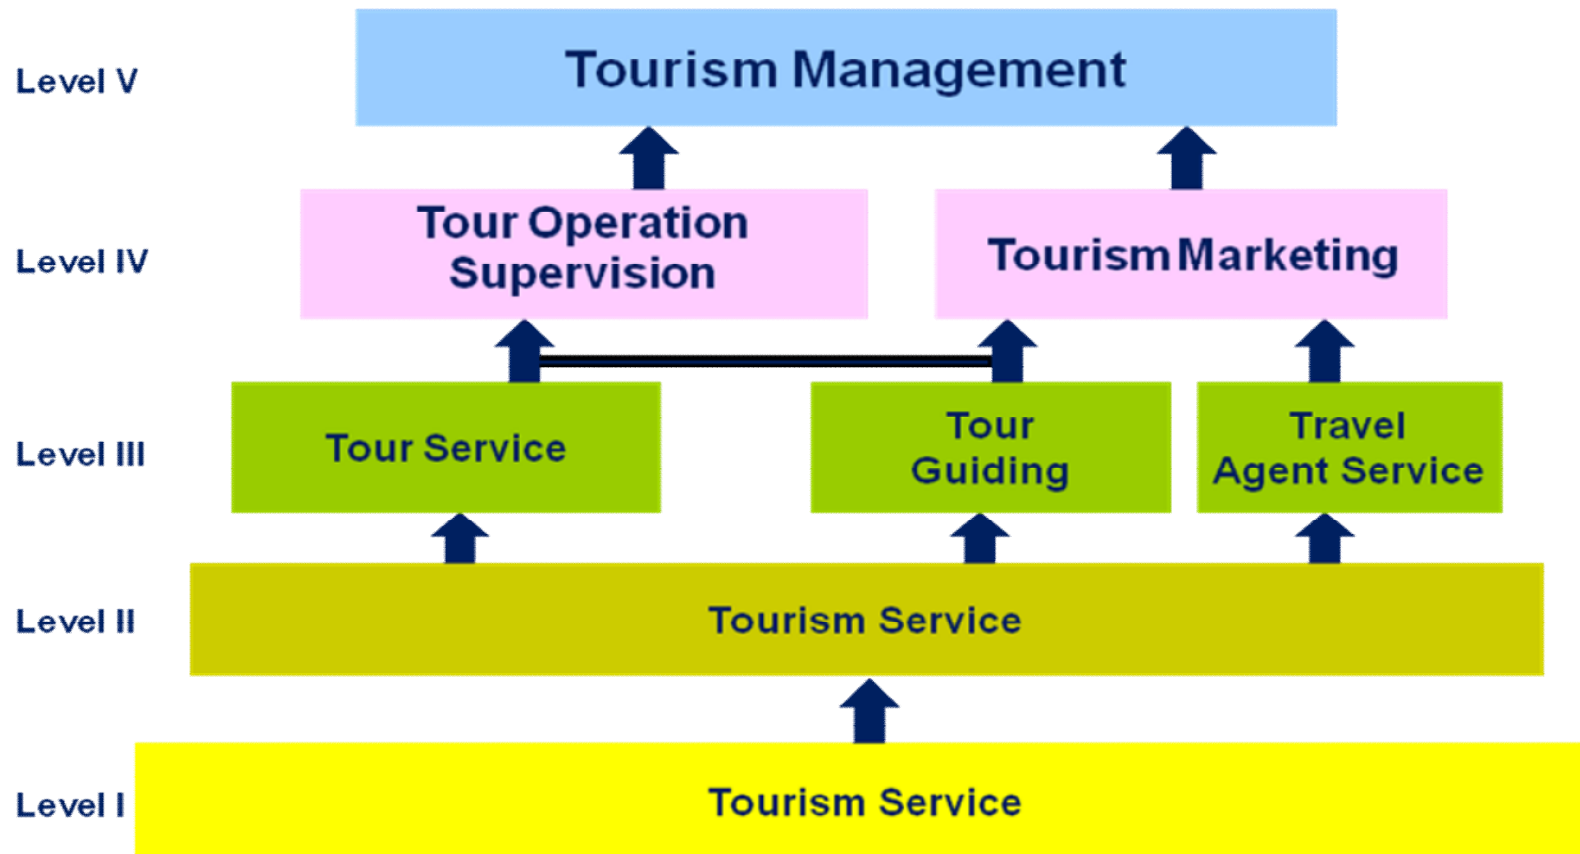 Level V
Tourism Management
Level IV
Tour Operation
Supervision
Tourism Marketing
Level III
Tour Service
Tour
Guiding
Travel
Agent Service
Level II
Tourism Service
Level I
Tourism Service